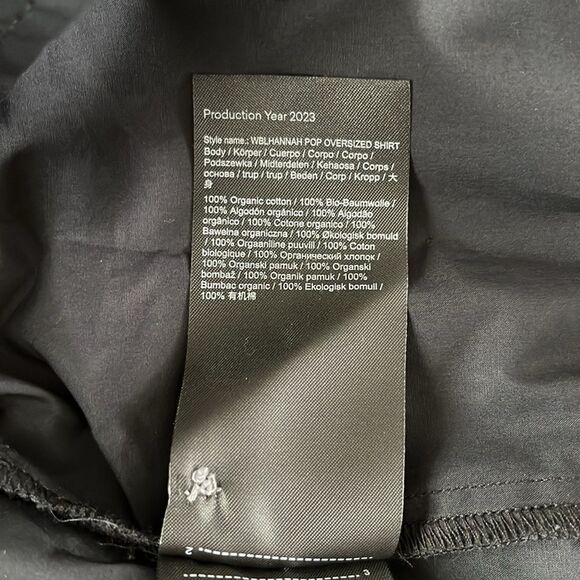 Production Year 2023
Style name.: WBLHANNAH POP OVERSIZED SHIRT
Body / Körper / Cuerpo / Corpo / Corpo /
Podszewka / Midterdelen / Kehaosa / Corps /
основа / trup / trup / Beden / Corp / Kropp / 大
身
100% Organic cotton / 100% Bio-Baumwolle /
100% Algodón orgánico / 100% Algodão
orgânico / 100% Cotone organico / 100%
Bawełna organiczna / 100% Økologisk bomuld
/ 100% Orgaaniline puuvill / 100% Coton
biologique / 100% Органический хлопок /
100% Organski pamuk / 100% Organski
bombaž / 100% Organik pamuk / 100%
Bumbac organic / 100% Ekologisk bomull /
100% 有机棉
2
3